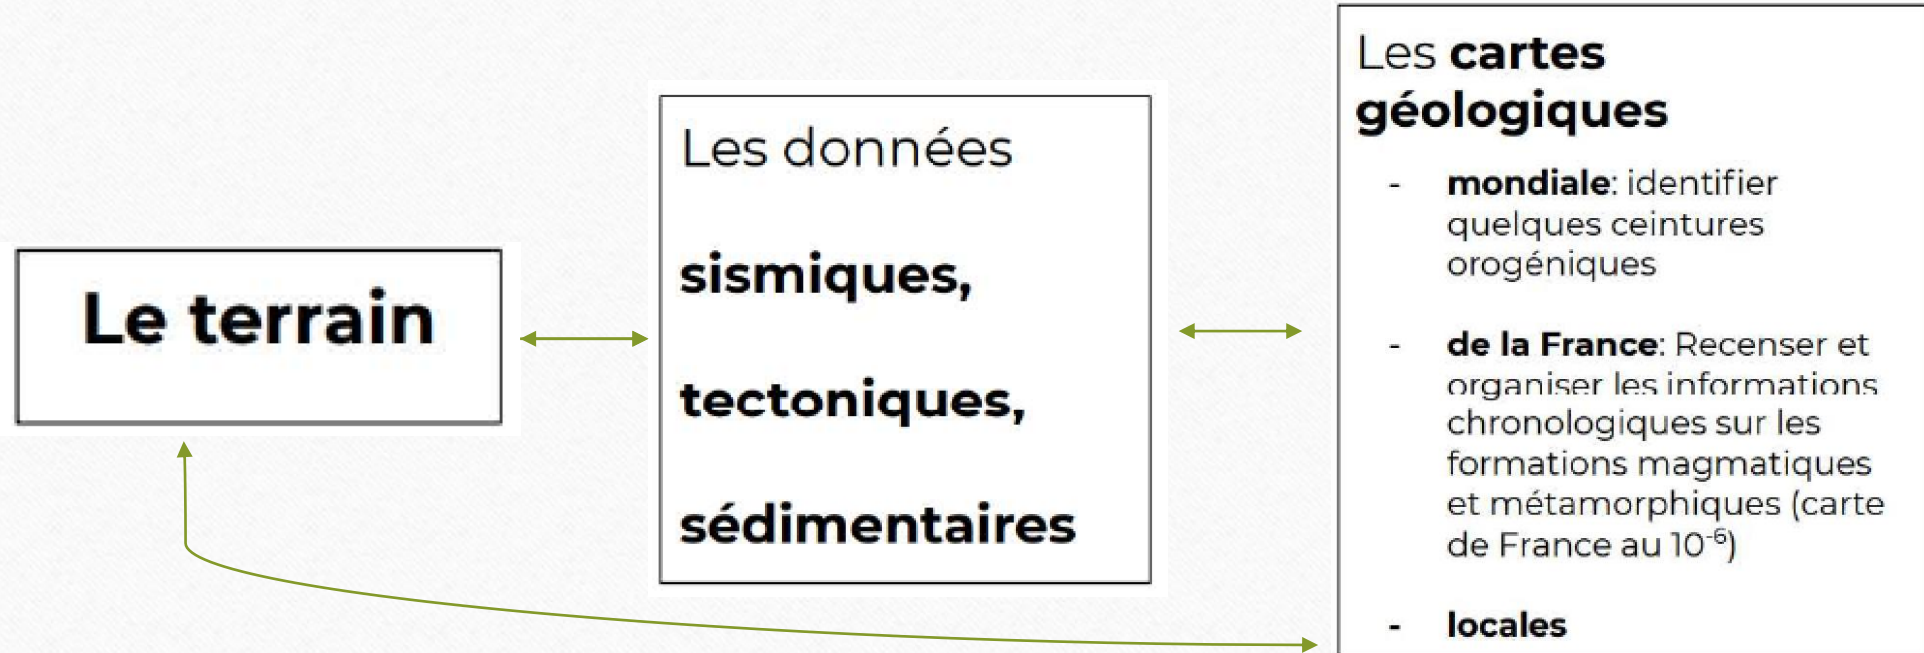 Le terrain
Les données
sismiques,
tectoniques,
sédimentaires
Les cartes
géologiques
- mondiale: identifier
quelques ceintures
orogéniques
- de la France: Recenser et
organiser les informations
chronologiques sur les
formations magmatiques
et métamorphiques (carte
de France au 10⁻⁶)
- locales